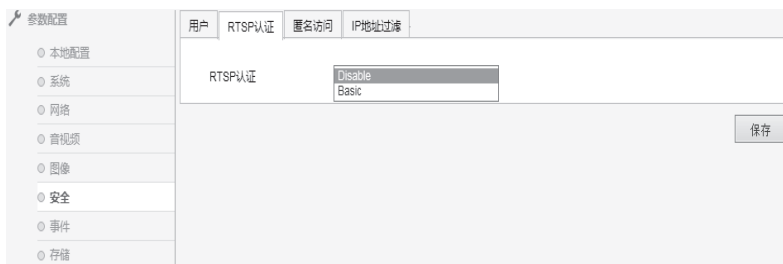 参数配置
本地配置
系统
网络
音视频
图像
安全
事件
存储
用户 RTSP认证 匿名访问 IP地址过滤
RTSP认证
Disable
Basic
保存